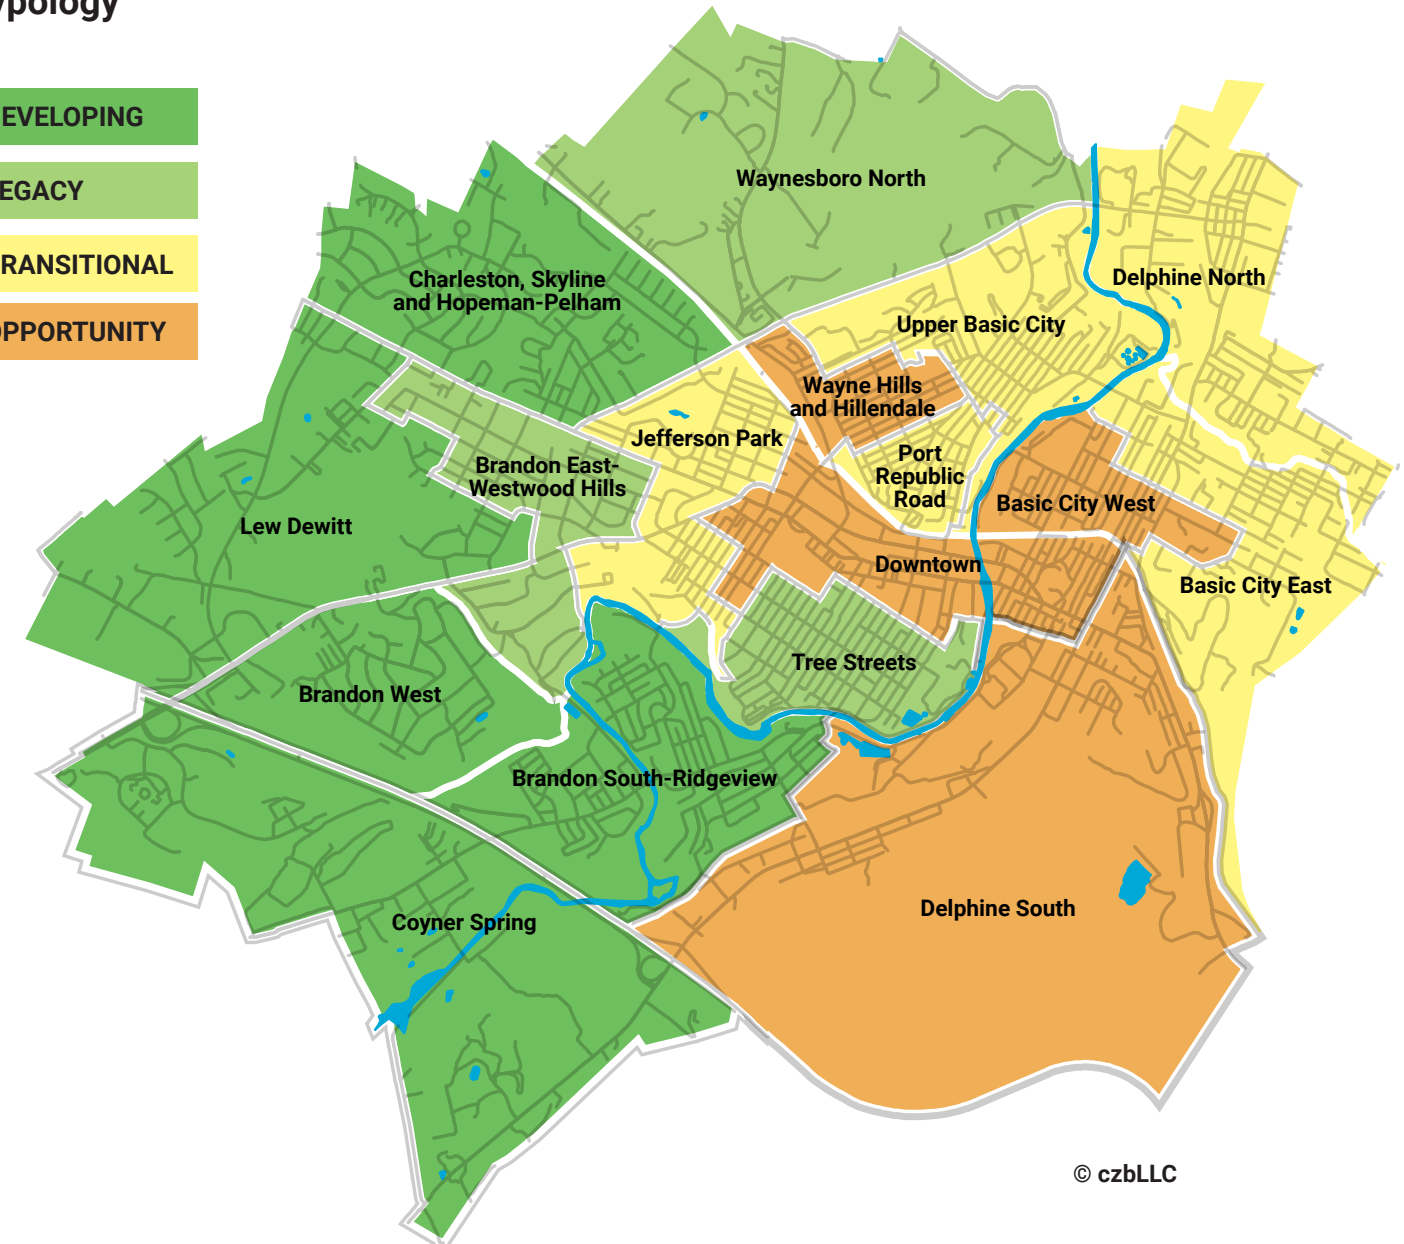 ypology
EVELOPING
EGACY
RANSITIONAL
OPPORTUNITY
Waynesboro North
Charleston, Skyline
and Hopeman-Pelham
Delphine North
Upper Basic City
Wayne Hills
and Hillendale
Jefferson Park
Port
Republic
Road
Brandon East-
Westwood Hills
Basic City West
Lew Dewitt
Downtown
Basic City East
Tree Streets
Brandon West
Brandon South-Ridgeview
Delphine South
Coyner Spring
© czbLLC